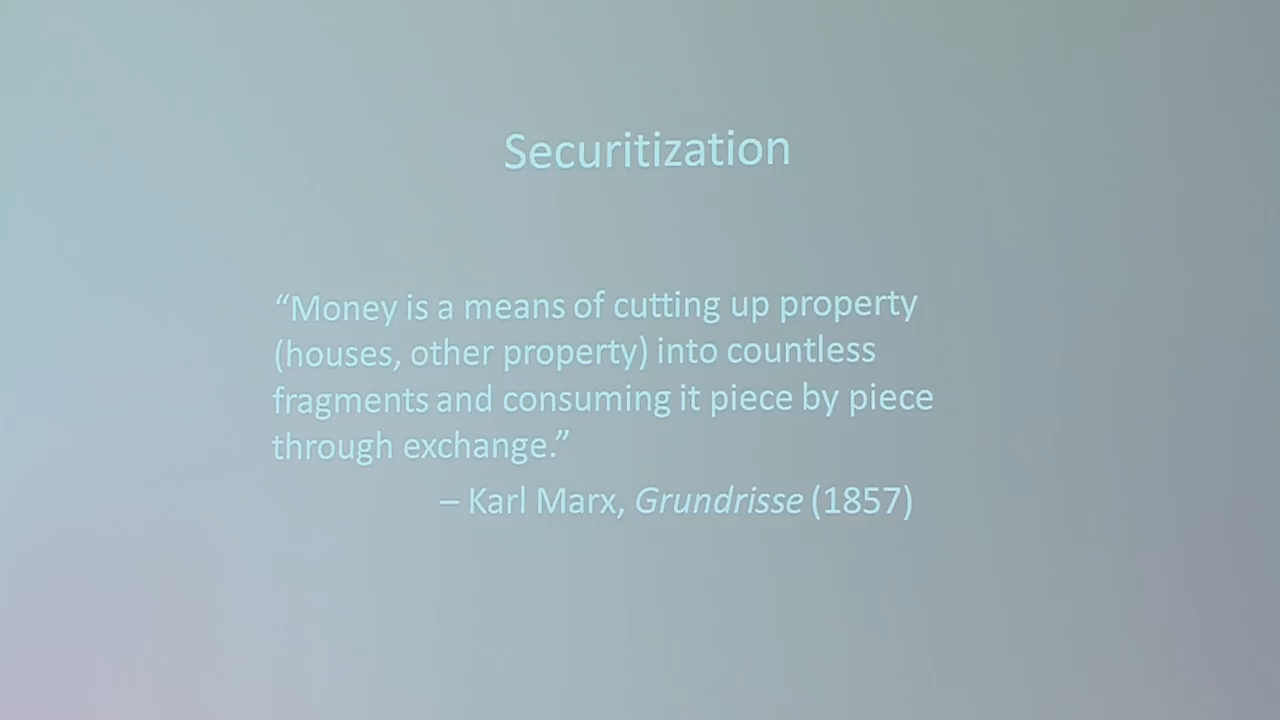 Securitization
“Money is a means of cutting up property
(houses, other property) into countless
fragments and consuming it piece by piece
through exchange.”
– Karl Marx, Grundrisse (1857)